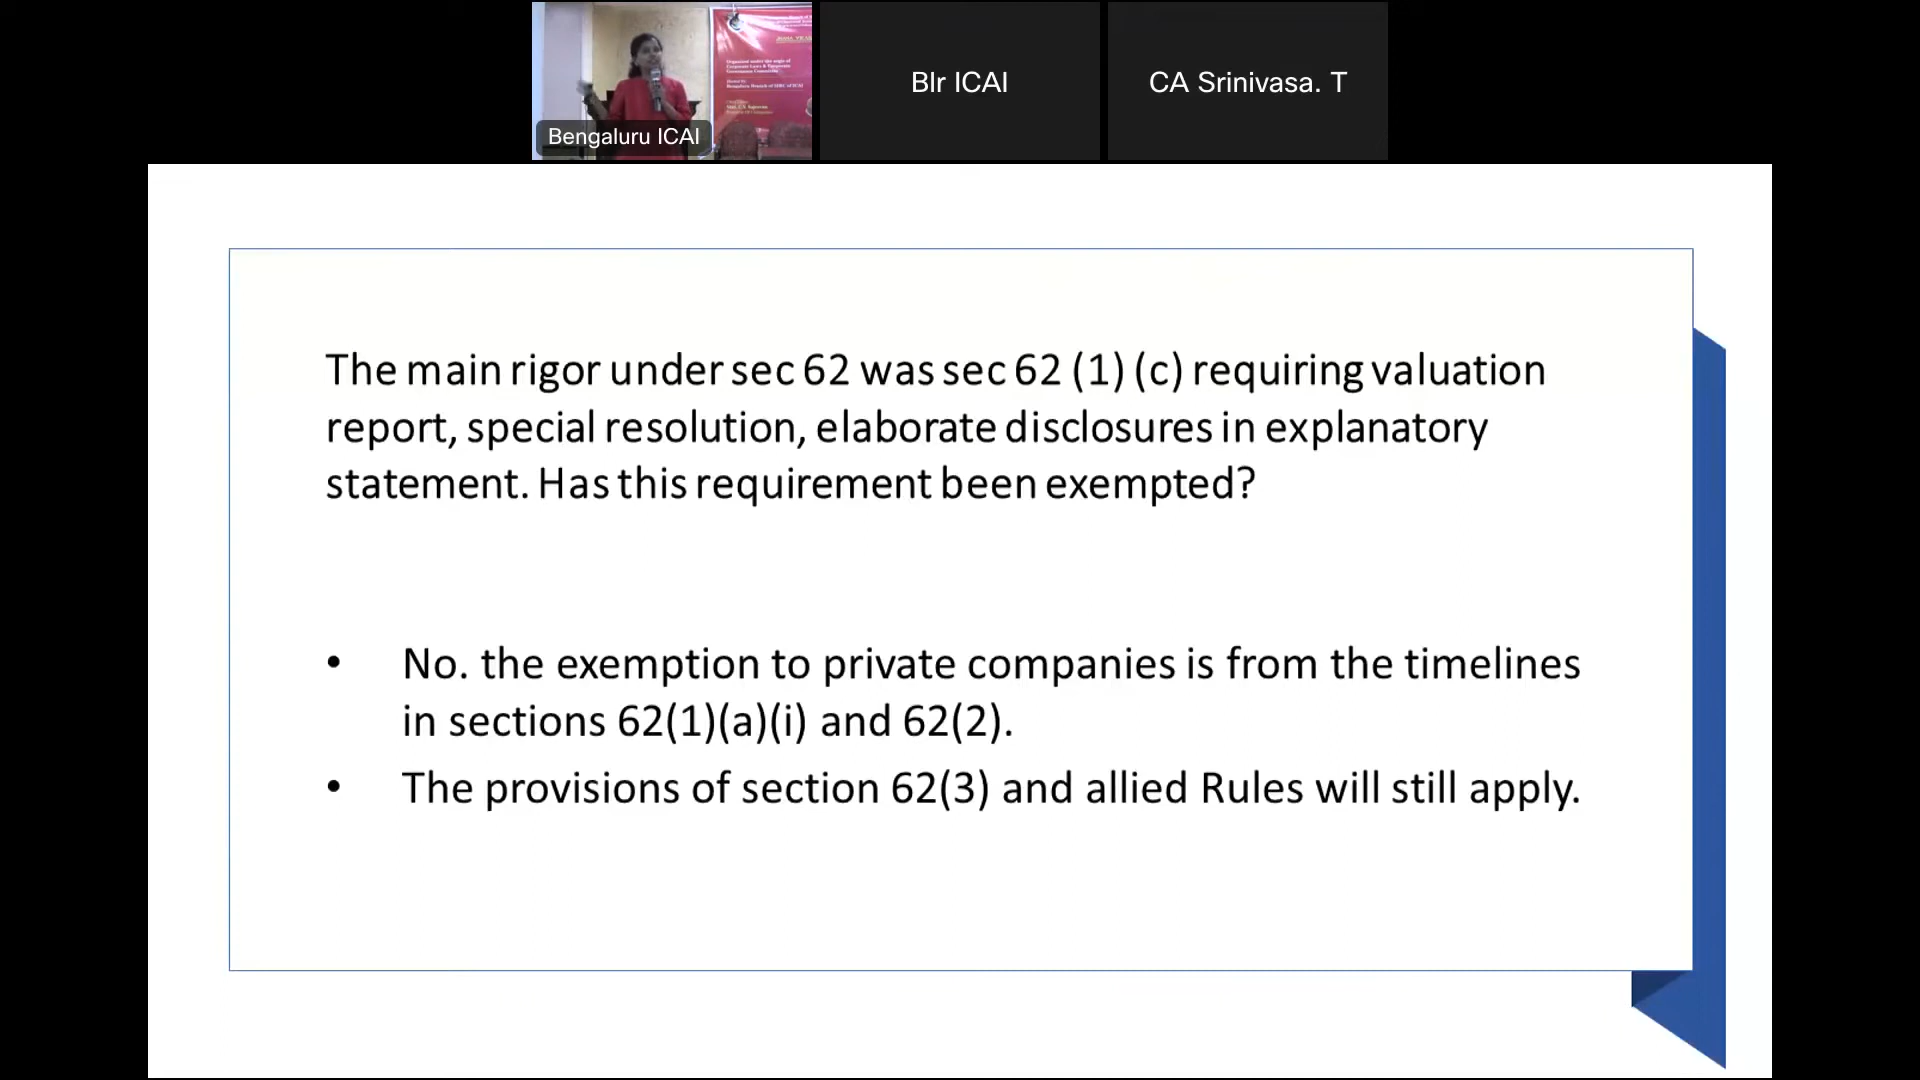 Bengaluru ICAI
Blr ICAI
CA Srinivasa. T
The main rigor under sec 62 was sec 62 (1) (c) requiring valuation
report, special resolution, elaborate disclosures in explanatory
statement. Has this requirement been exempted?
• No. the exemption to private companies is from the timelines
in sections 62(1)(a)(i) and 62(2).
• The provisions of section 62(3) and allied Rules will still apply.